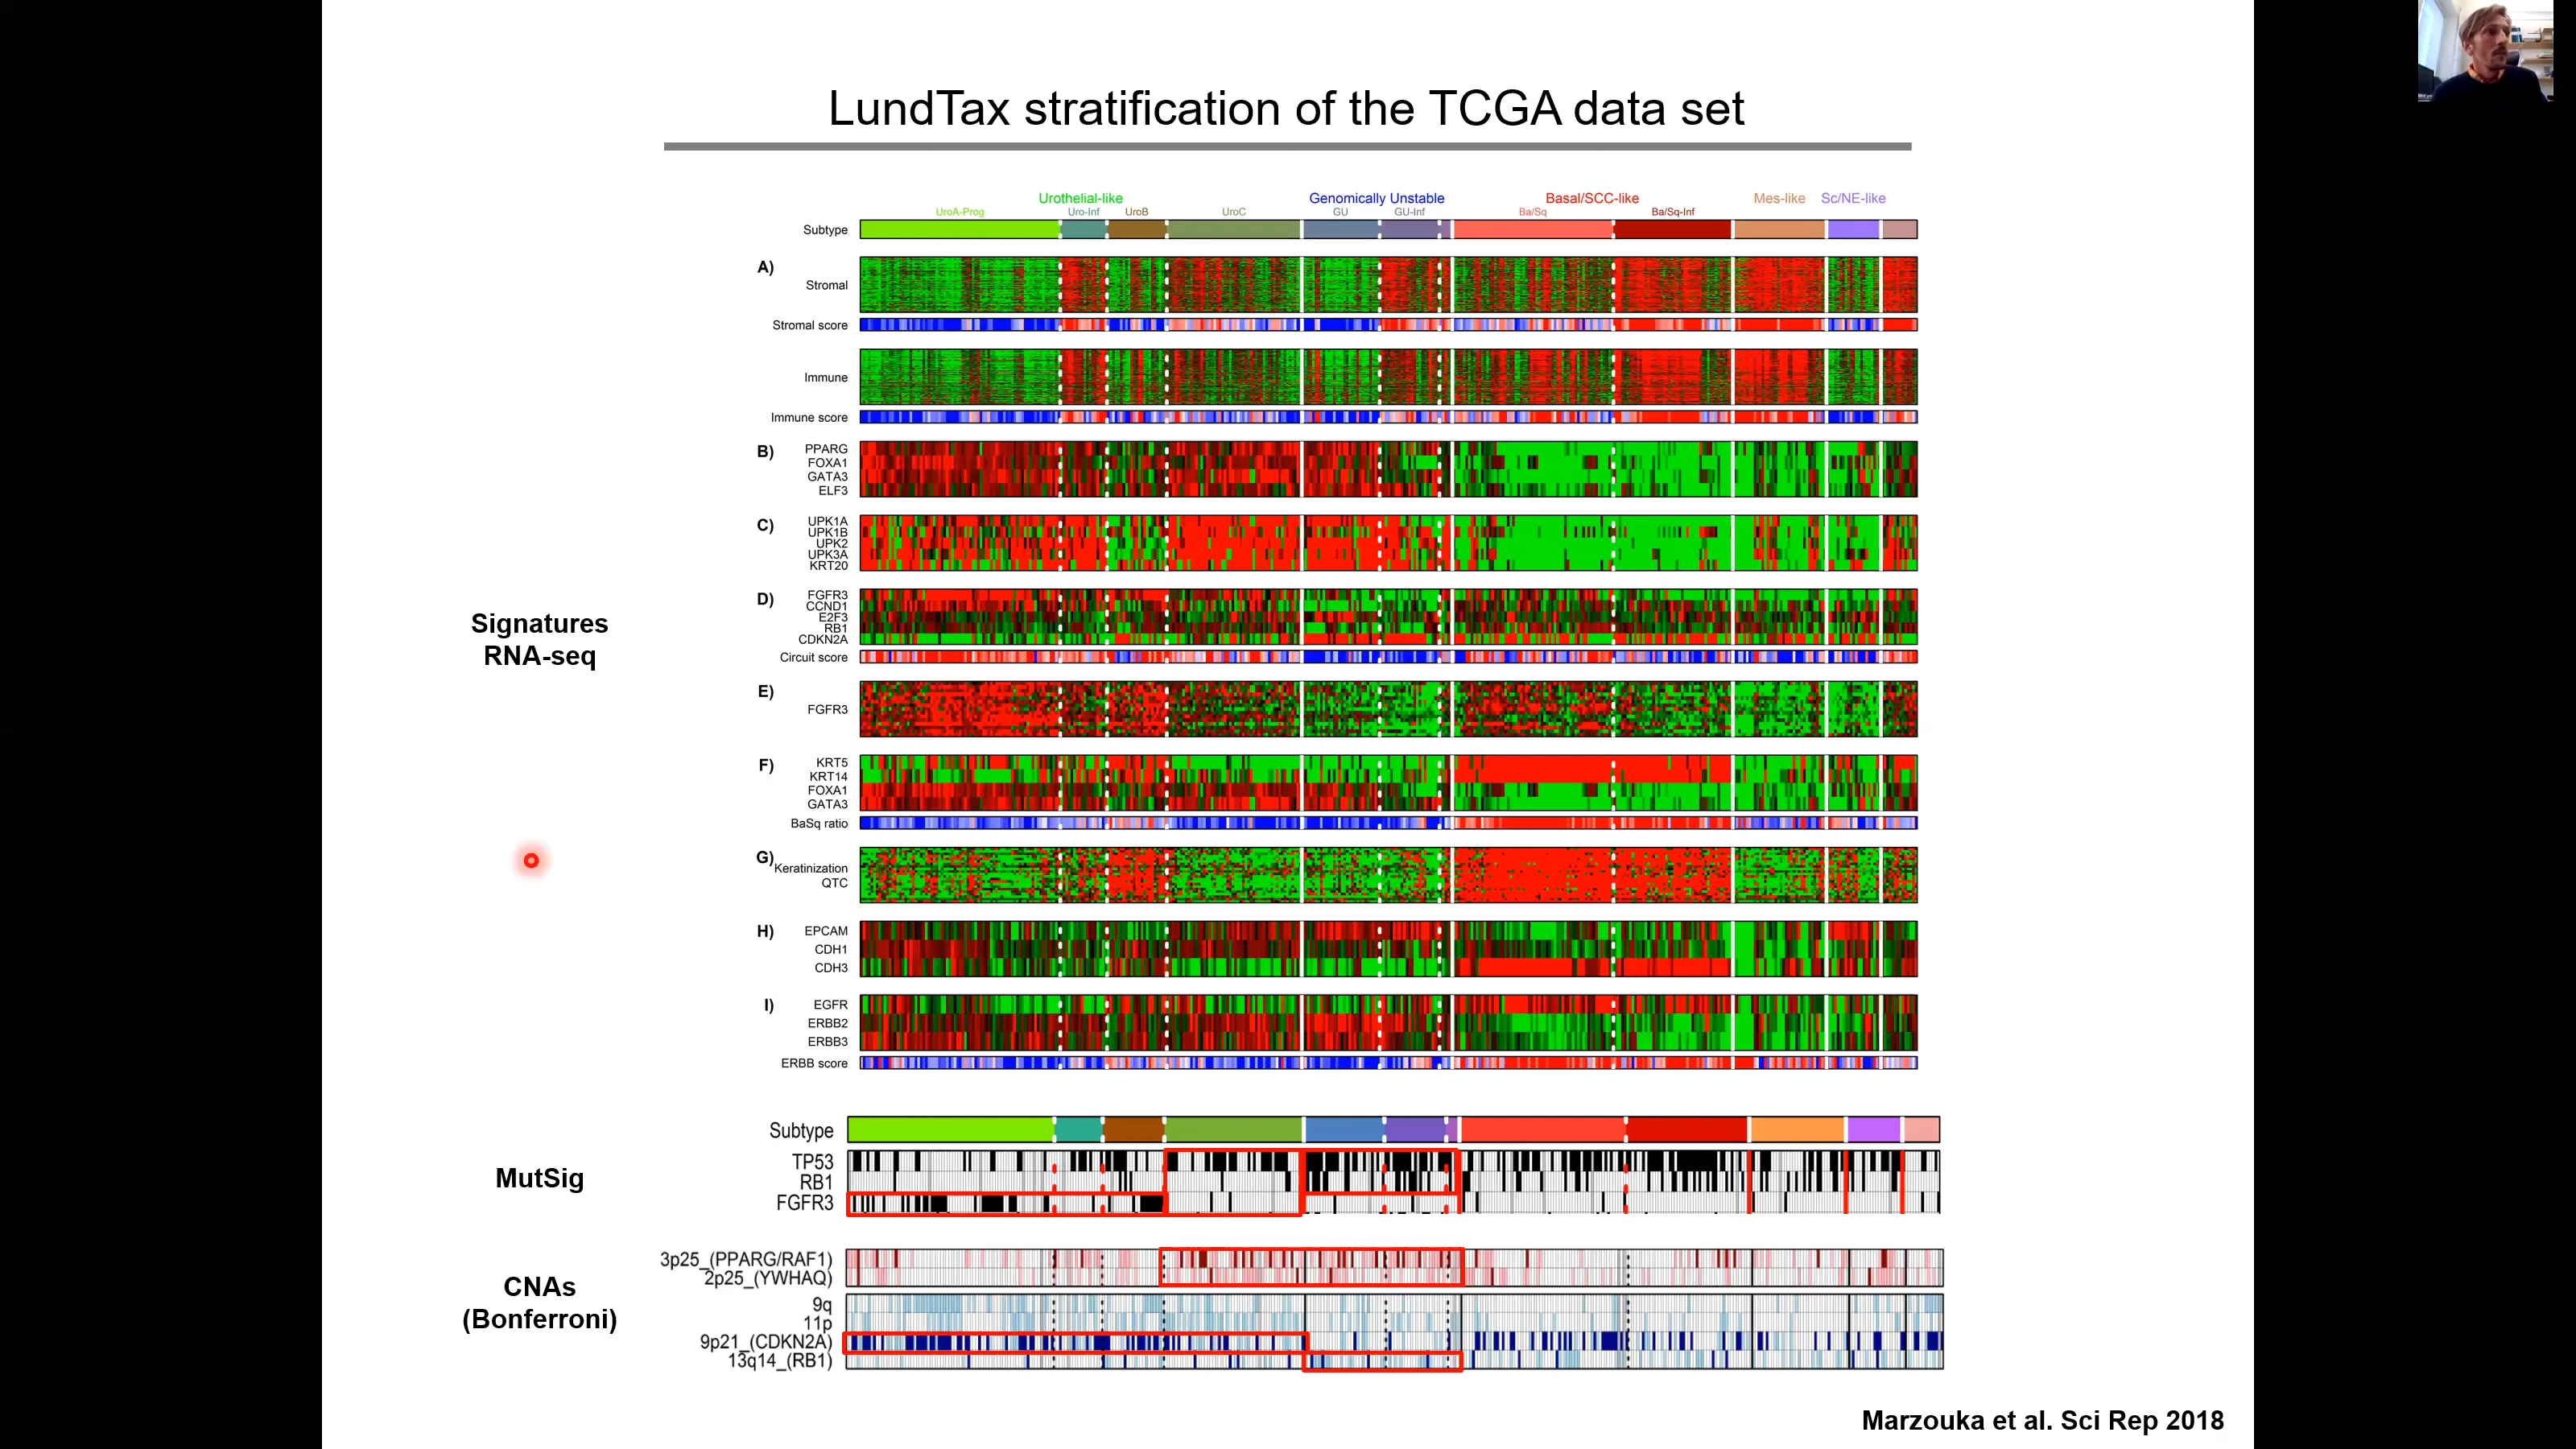 LundTax stratification of the TCGA data set
Urothelial-like Genomically Unstable Basal/SCC-like Mes-like Sc/NE-like
UroA-Prog Uro-Inf UroB UroC GU GU-Inf Ba/Sq Ba/Sq-Inf
Subtype
A)
Stromal
Stromal score
Immune
Immune score
B)
PPARG
FOXA1
GATA3
ELF3
C)
UPK1A
UPK1B
UPK2
UPK3A
KRT20
Signatures
RNA-seq
D)
FGFR3
CCND1
E2F3
RB1
CDKN2A
Circuit score
E)
FGFR3
F)
KRT5
KRT14
FOXA1
GATA3
BaSq ratio
G)
Keratinization
QTC
H)
EPCAM
CDH1
CDH3
I)
EGFR
ERBB2
ERBB3
ERBB score
Subtype
MutSig
TP53
RB1
FGFR3
CNAs
(Bonferroni)
3p25_(PPARG/RAF1)
2p25_(YWHAQ)
9q
11p
9p21_(CDKN2A)
13q14_(RB1)
Marzouka et al. Sci Rep 2018